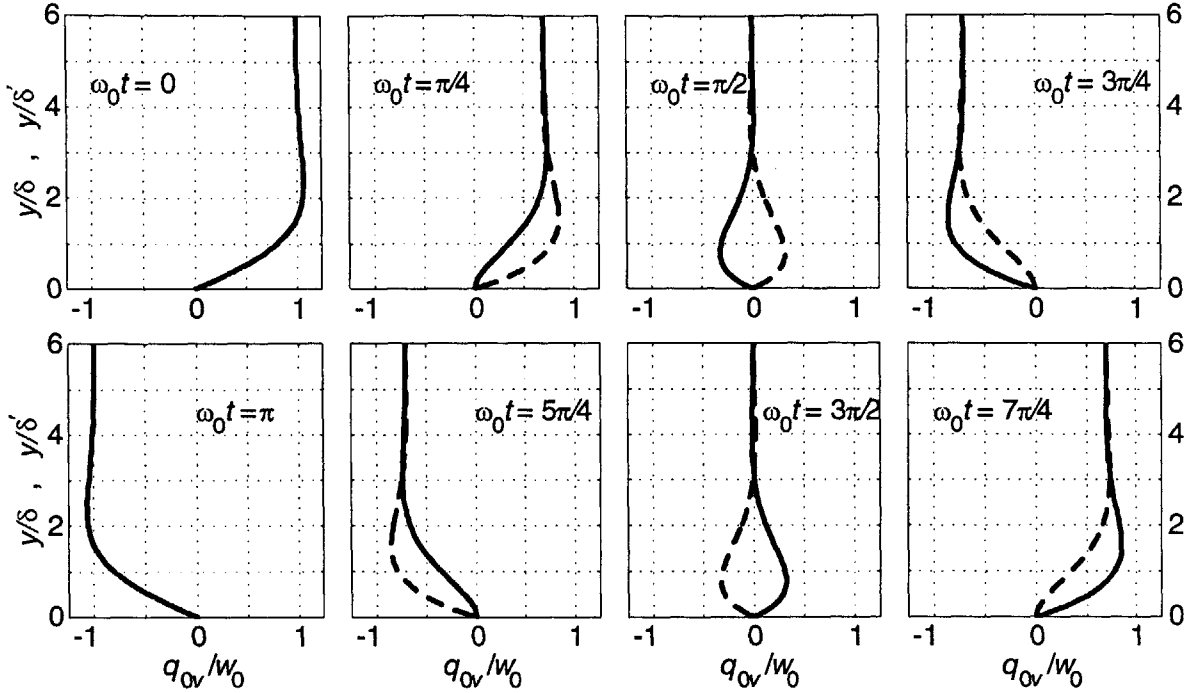 6
4
2
0
y/δ , y/δ′
ω₀t = 0
-1 0 1
ω₀t = π/4
-1 0 1
ω₀t = π/2
-1 0 1
ω₀t = 3π/4
-1 0 1
6
4
2
0
6
4
2
0
y/δ , y/δ′
ω₀t = π
-1 0 1
q₀ᵥ/w₀
ω₀t = 5π/4
-1 0 1
q₀ᵥ/w₀
ω₀t = 3π/2
-1 0 1
q₀ᵥ/w₀
ω₀t = 7π/4
-1 0 1
q₀ᵥ/w₀
6
4
2
0